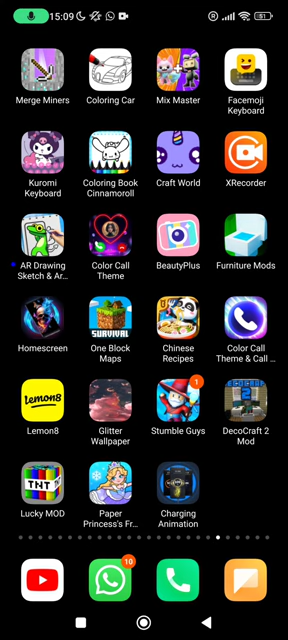 15:09
51
Merge Miners
Coloring Car
Mix Master
Facemoji
Keyboard
Kuromi
Keyboard
Coloring Book
Cinnamoroll
Craft World
XRecorder
AR Drawing
Sketch & Ar...
Color Call
Theme
BeautyPlus
Furniture Mods
Homescreen
SURVIVAL
One Block
Maps
Chinese
Recipes
Color Call
Theme & Call ...
lemon8
Lemon8
Glitter
Wallpaper
1
Stumble Guys
2
DecoCraft 2
Mod
TNT
Lucky MOD
Paper
Princess's Fr...
Charging
Animation
10